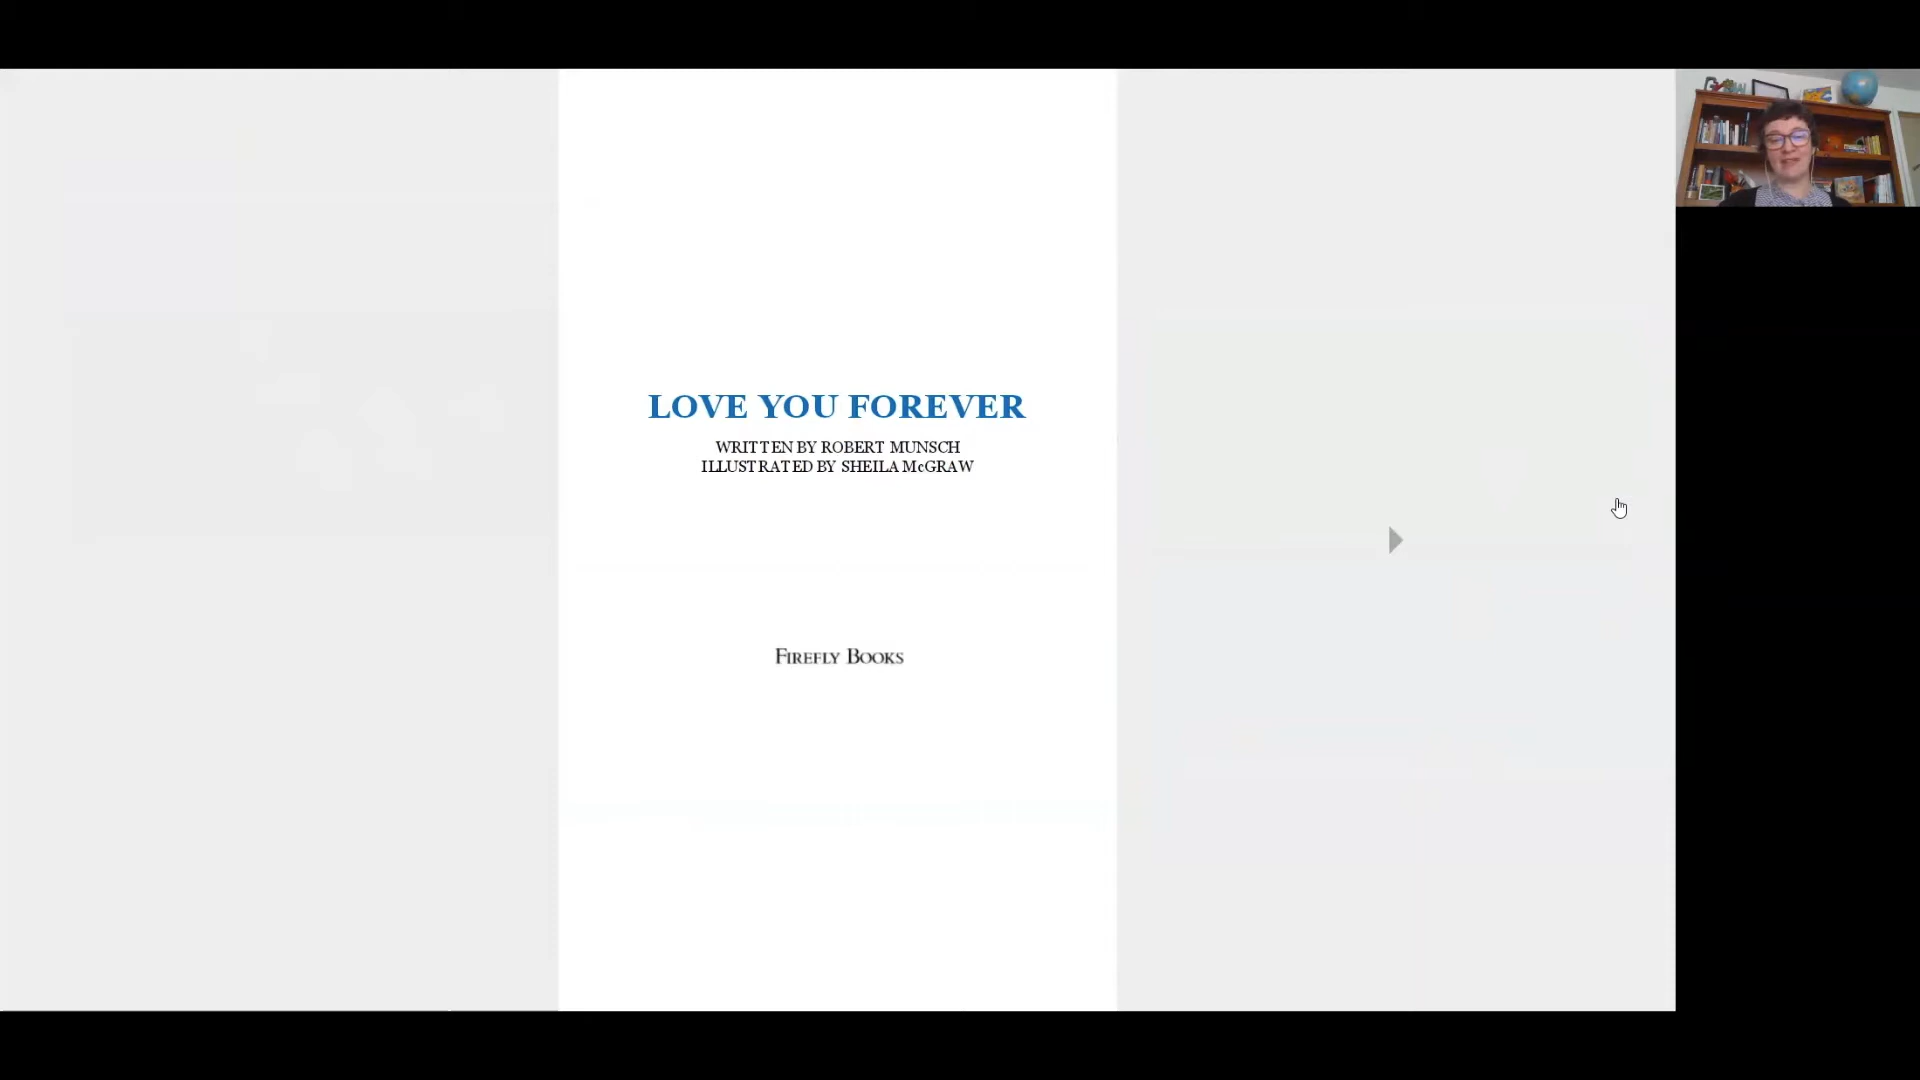 LOVE YOU FOREVER
WRITTEN BY ROBERT MUNSCH
ILLUSTRATED BY SHEILA McGRAW
FIREFLY BOOKS